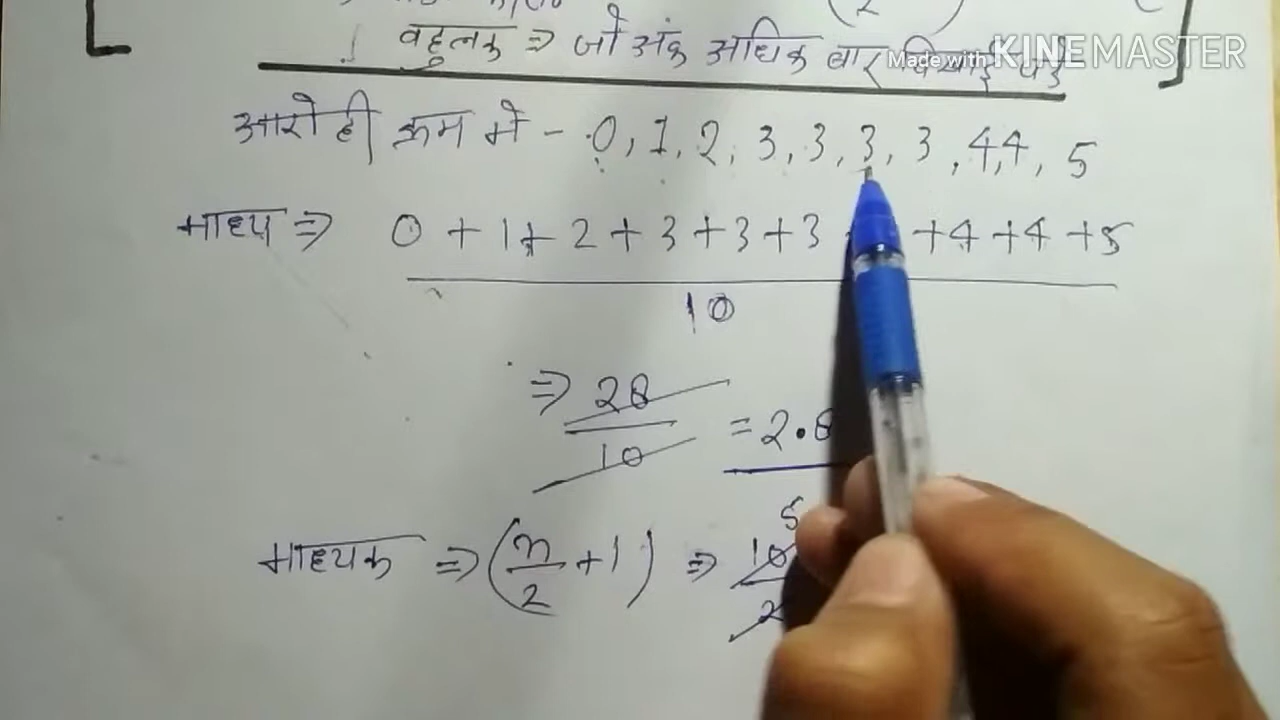 2
बहुलक ⇒ जो अंक अधिक बार दिखाई पड़े
Made with KINEMASTER
आरोही क्रम में - 0, 1, 2, 3, 3, 3, 3, 4, 4, 5
माध्य ⇒ 0 + 1 + 2 + 3 + 3 + 3 + 4 + 4 + 5
10
⇒ 28
10
= 2.8
माध्यक ⇒ (n/2 + 1) ⇒ 10
5
2